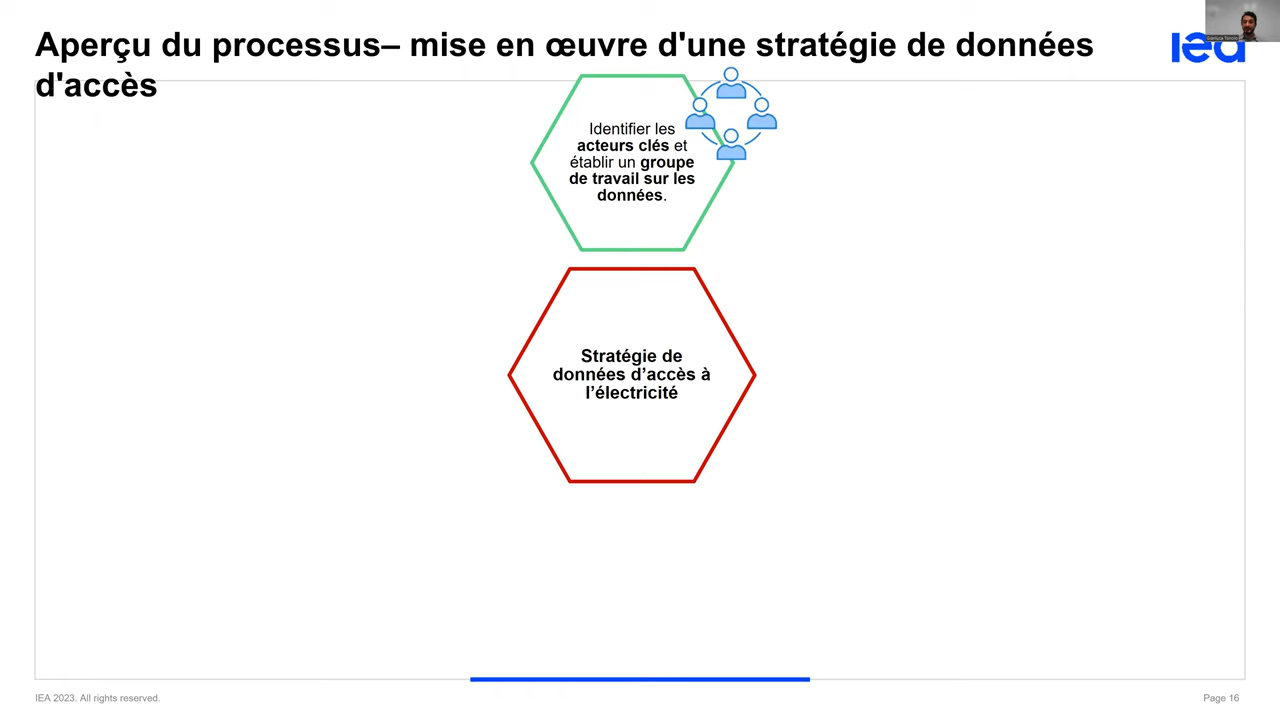 Aperçu du processus– mise en œuvre d'une stratégie de données
d'accès
iea
Identifier les
acteurs clés et
établir un groupe
de travail sur les
données.
Stratégie de
données d’accès à
l’électricité
IEA 2023. All rights reserved.
Page 16